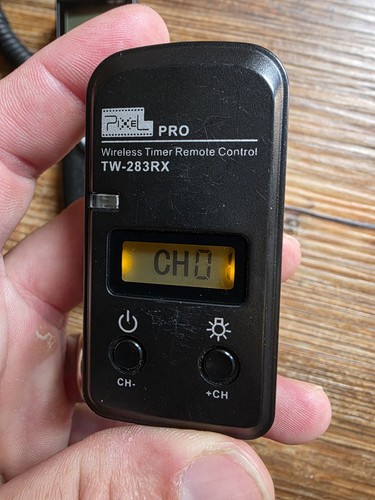 PixeL PRO
Wireless Timer Remote Control
TW-283RX
CH0
CH-
+CH